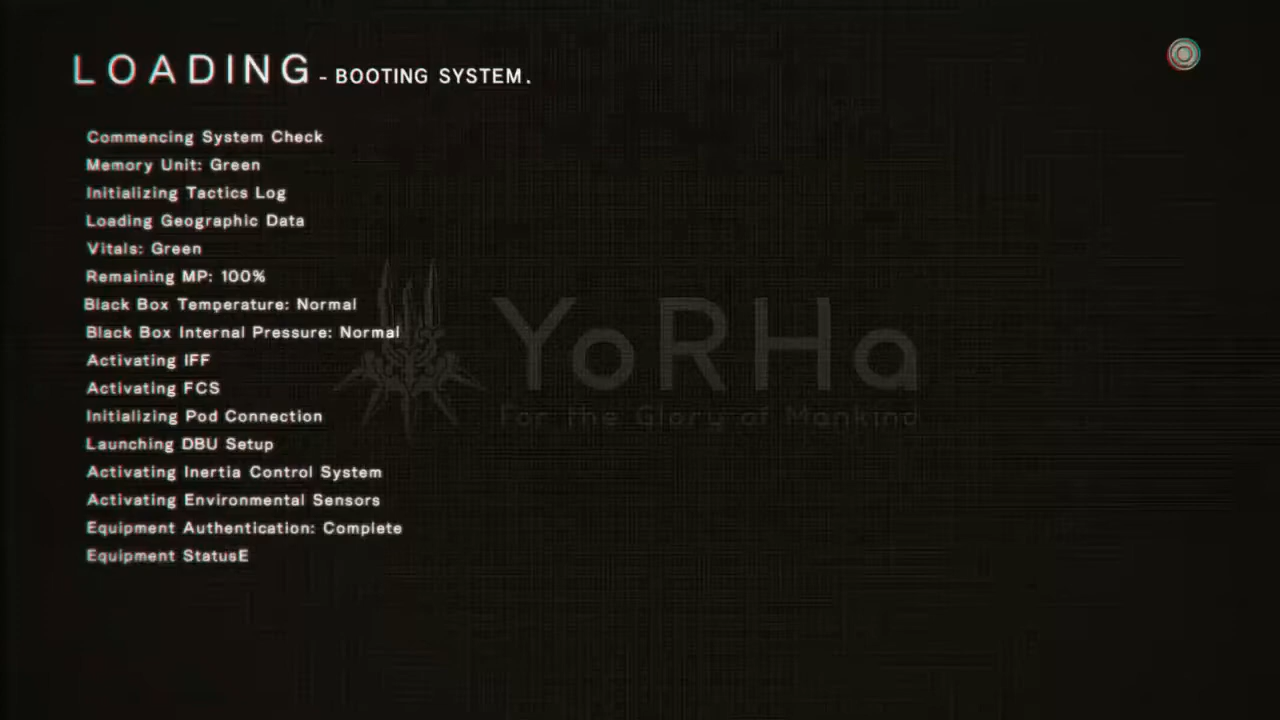 LOADING - BOOTING SYSTEM.
Commencing System Check
Memory Unit: Green
Initializing Tactics Log
Loading Geographic Data
Vitals: Green
Remaining MP: 100%
Black Box Temperature: Normal
Black Box Internal Pressure: Normal
Activating IFF
Activating FCS
Initializing Pod Connection
Launching DBU Setup
Activating Inertia Control System
Activating Environmental Sensors
Equipment Authentication: Complete
Equipment StatusE
YoRHa
For the Glory of Mankind